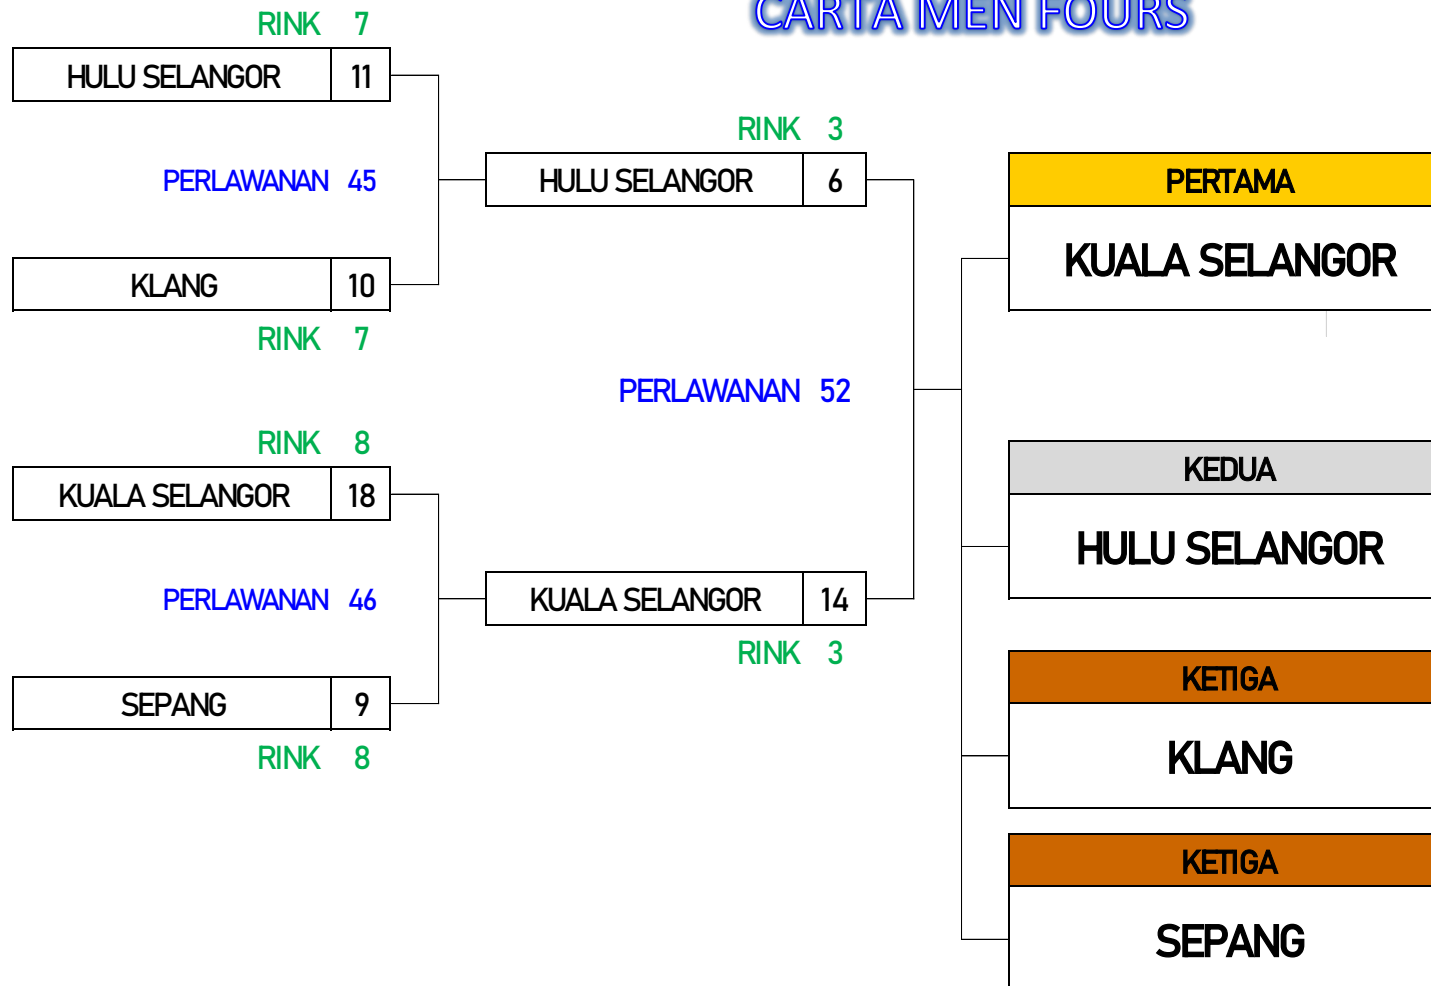 CARTA MEN FOURS
RINK 7
HULU SELANGOR 11
PERLAWANAN 45
KLANG 10
RINK 7
RINK 8
KUALA SELANGOR 18
PERLAWANAN 46
SEPANG 9
RINK 8
RINK 3
HULU SELANGOR 6
PERLAWANAN 52
KUALA SELANGOR 14
RINK 3
PERTAMA
KUALA SELANGOR
KEDUA
HULU SELANGOR
KETIGA
KLANG
KETIGA
SEPANG